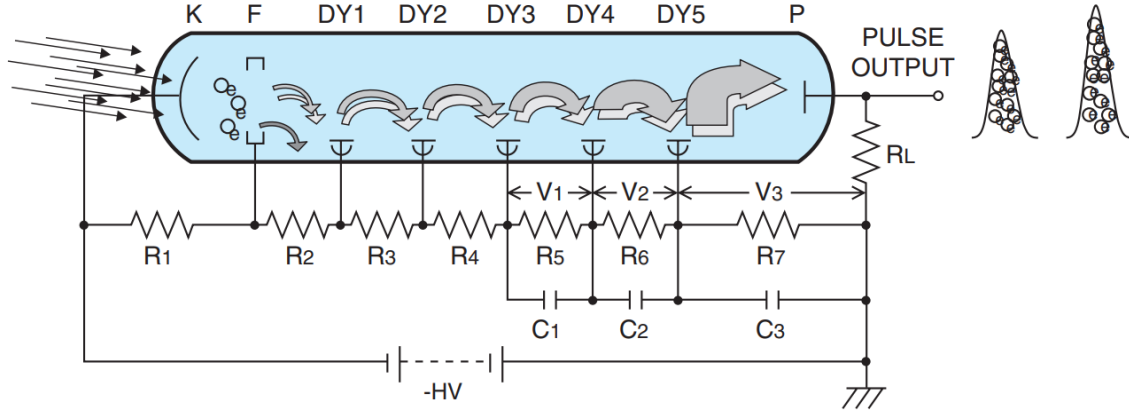 K F DY1 DY2 DY3 DY4 DY5 P
PULSE
OUTPUT
e e e
RL
V1 V2 V3
R1 R2 R3 R4 R5 R6 R7
C1 C2 C3
-HV